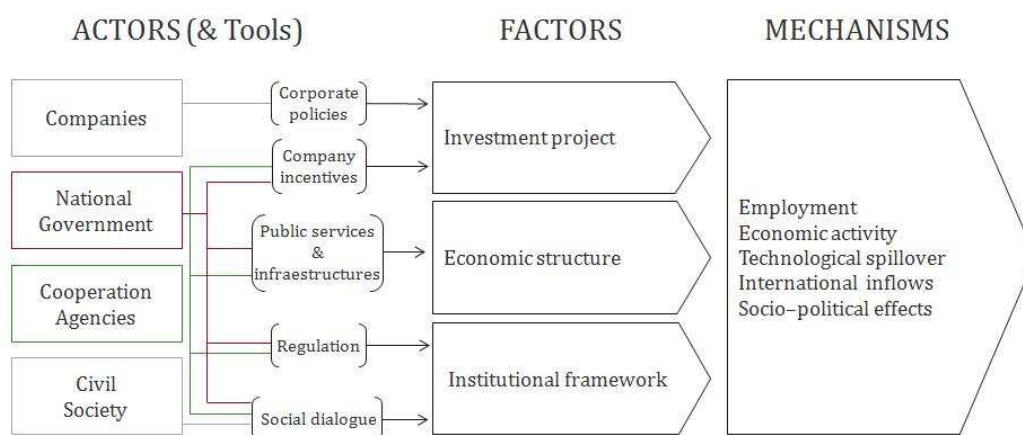 ACTORS (& Tools)
FACTORS
MECHANISMS
Companies
National
Government
Cooperation
Agencies
Civil
Society
Corporate
policies
Company
incentives
Public services
&
infraestructures
Regulation
Social dialogue
Investment project
Economic structure
Institutional framework
Employment
Economic activity
Technological spillover
International inflows
Socio–political effects